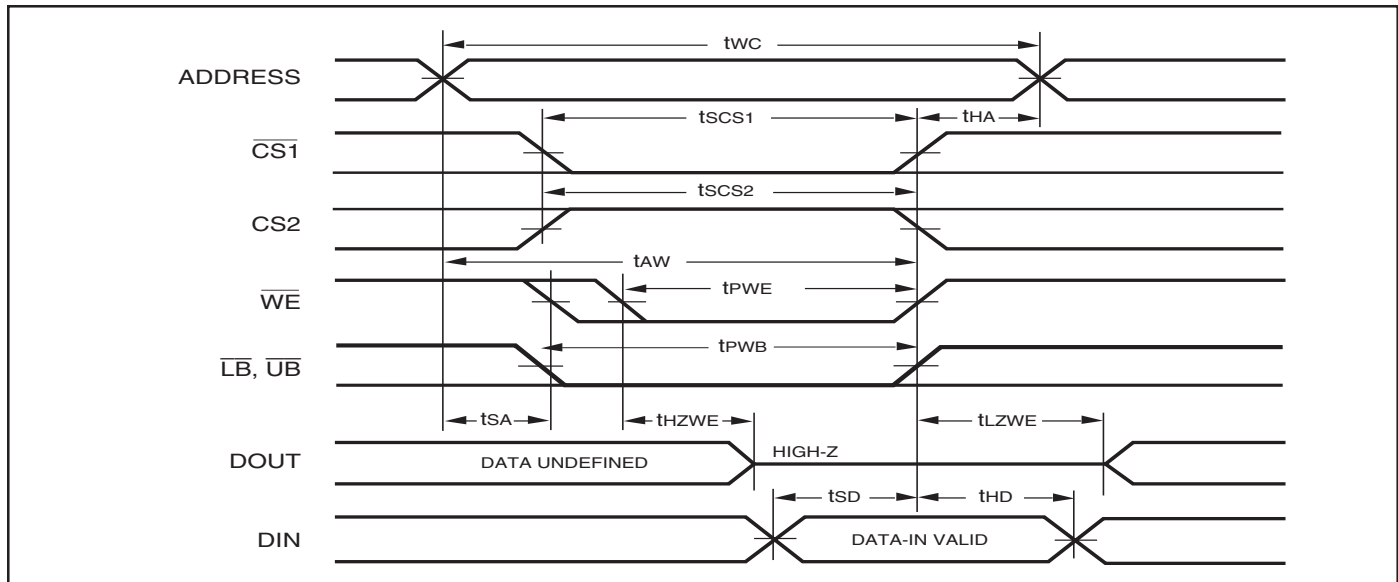 tWC
ADDRESS
tSCS1
tHA
CS1
tSCS2
CS2
tAW
WE
tPWE
tPWB
LB, UB
tSA
tHZWE
tLZWE
DOUT
DATA UNDEFINED
HIGH-Z
tSD
tHD
DIN
DATA-IN VALID